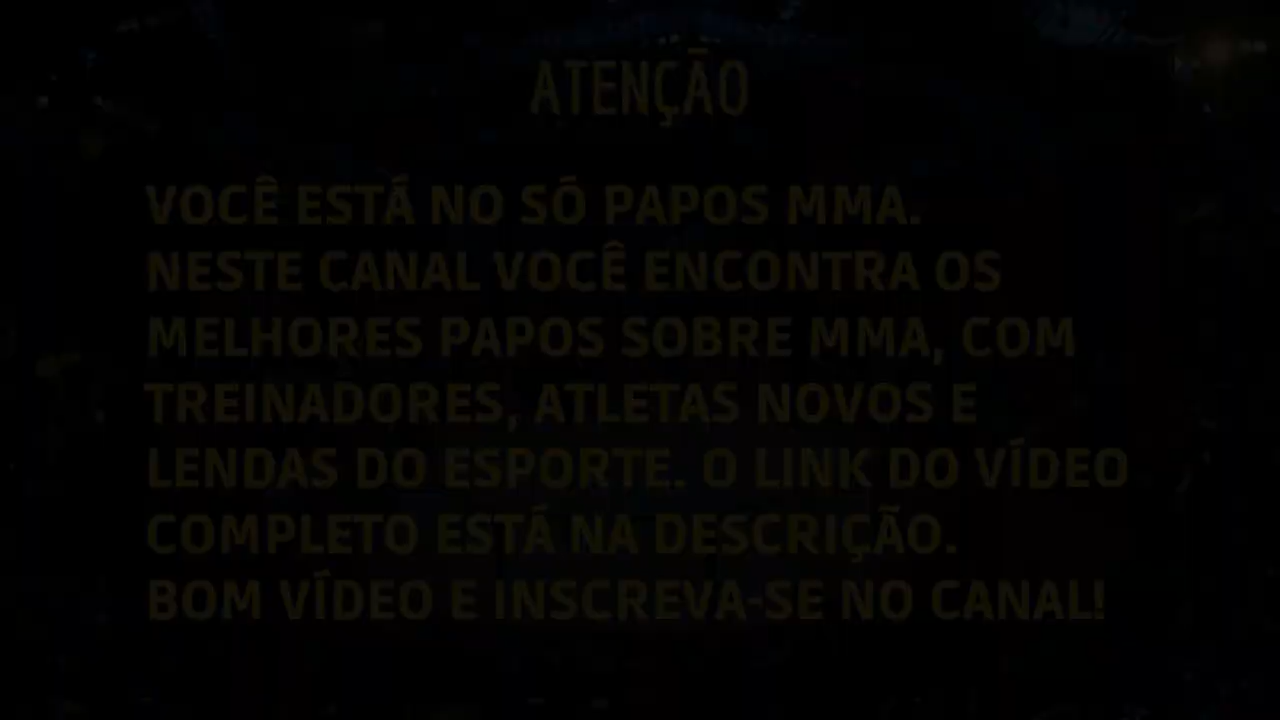 ATENÇÃO
VOCÊ ESTÁ NO SÓ PAPOS MMA.
NESTE CANAL VOCÊ ENCONTRA OS
MELHORES PAPOS SOBRE MMA, COM
TREINADORES, ATLETAS NOVOS E
LENDAS DO ESPORTE. O LINK DO VÍDEO
COMPLETO ESTÁ NA DESCRIÇÃO.
BOM VÍDEO E INSCREVA-SE NO CANAL!